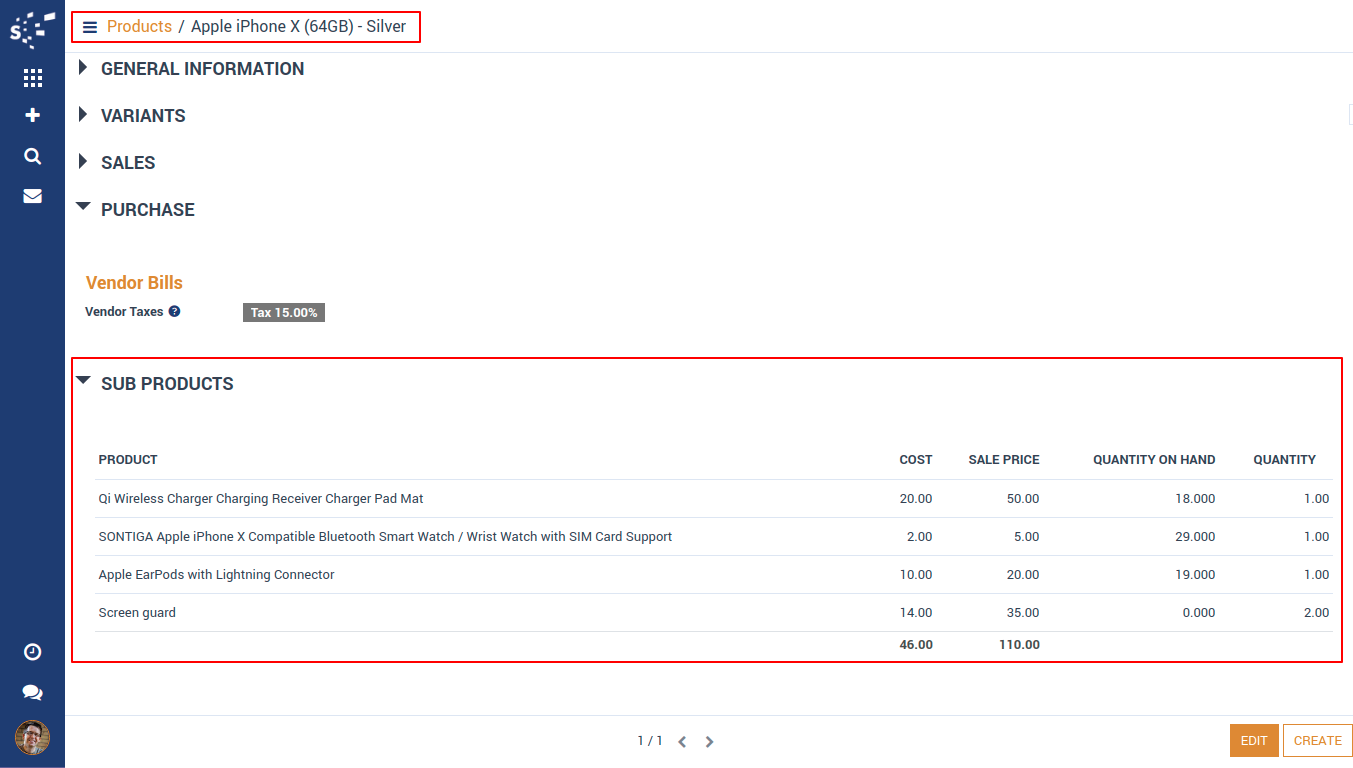 Products / Apple iPhone X (64GB) - Silver
GENERAL INFORMATION
VARIANTS
SALES
PURCHASE
Vendor Bills
Vendor Taxes ? Tax 15.00%
SUB PRODUCTS
PRODUCT COST SALE PRICE QUANTITY ON HAND QUANTITY
Qi Wireless Charger Charging Receiver Charger Pad Mat 20.00 50.00 18.000 1.00
SONTIGA Apple iPhone X Compatible Bluetooth Smart Watch / Wrist Watch with SIM Card Support 2.00 5.00 29.000 1.00
Apple EarPods with Lightning Connector 10.00 20.00 19.000 1.00
Screen guard 14.00 35.00 0.000 2.00
46.00 110.00
1 / 1
EDIT CREATE